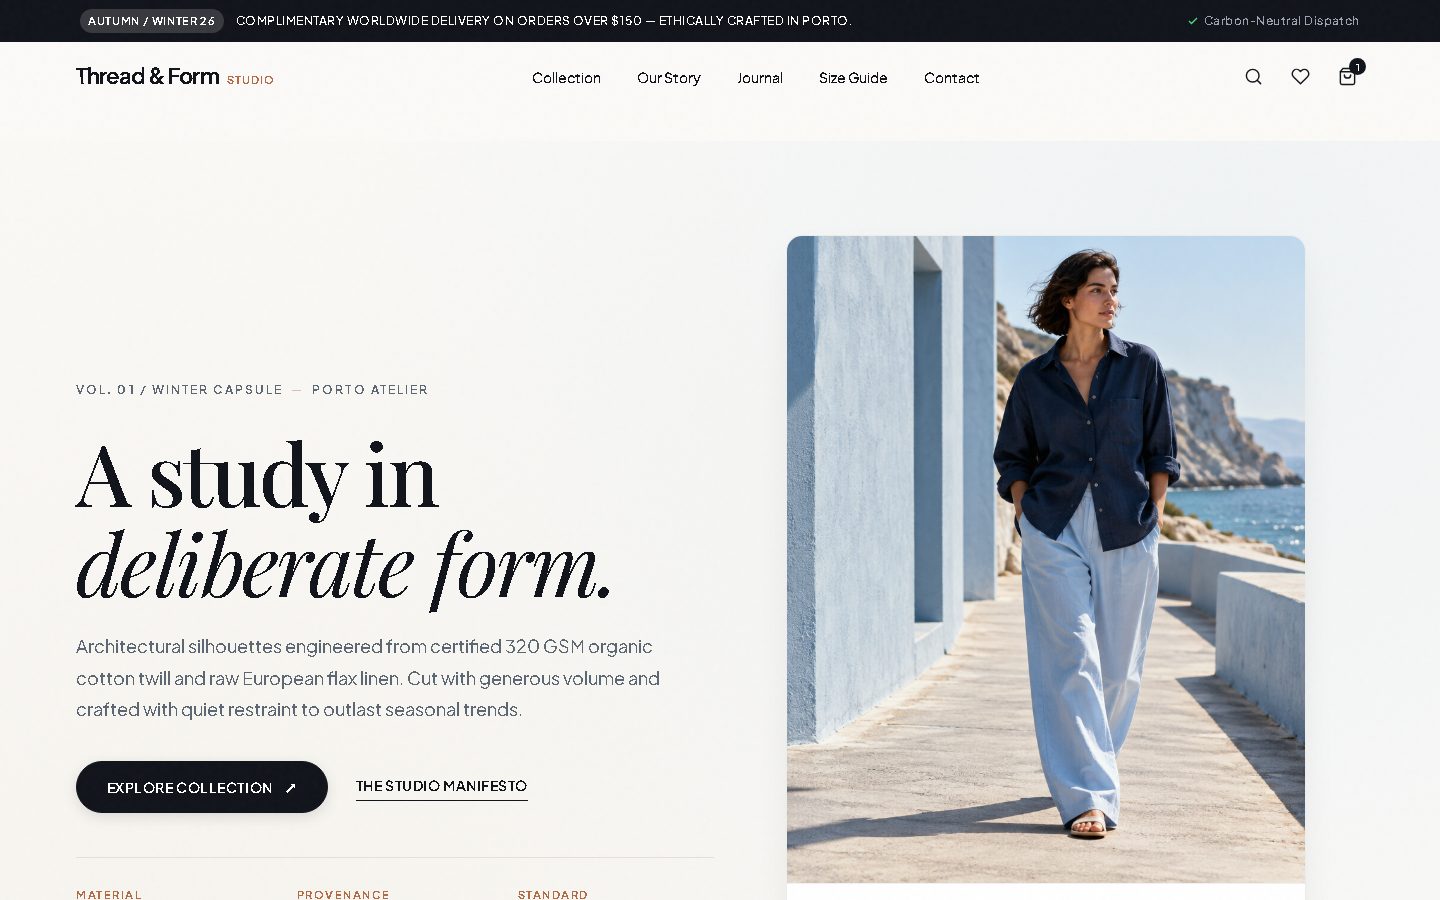 AUTUMN / WINTER 26
COMPLIMENTARY WORLDWIDE DELIVERY ON ORDERS OVER $150 — ETHICALLY CRAFTED IN PORTO.
✓ Carbon-Neutral Dispatch
Thread & Form STUDIO
Collection
Our Story
Journal
Size Guide
Contact
1
VOL. 01 / WINTER CAPSULE — PORTO ATELIER
A study in
deliberate form.
Architectural silhouettes engineered from certified 320 GSM organic
cotton twill and raw European flax linen. Cut with generous volume and
crafted with quiet restraint to outlast seasonal trends.
EXPLORE COLLECTION ↗
THE STUDIO MANIFESTO
MATERIAL
PROVENANCE
STANDARD